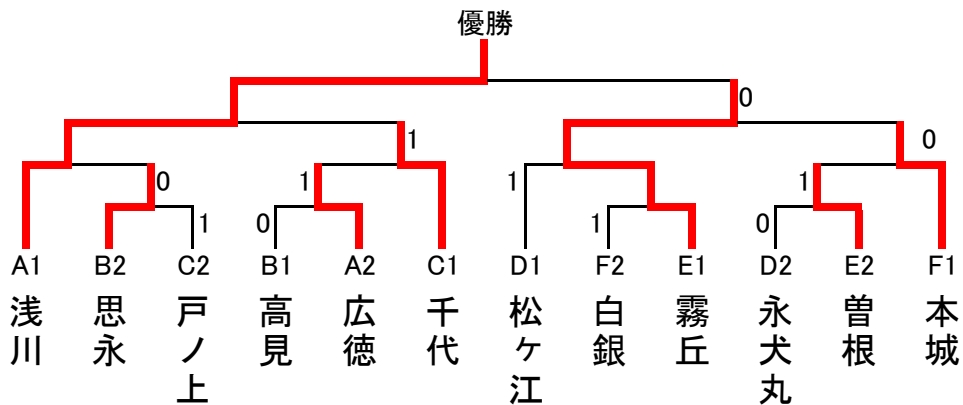 優勝
0
1
0
0
1
1
1
1
0
1
0
1
0
A1
B2
C2
B1
A2
C1
D1
F2
E1
D2
E2
F1
浅川
思永
戸ノ上
高見
広徳
千代
松ヶ江
白銀
霧丘
永犬丸
曽根
本城